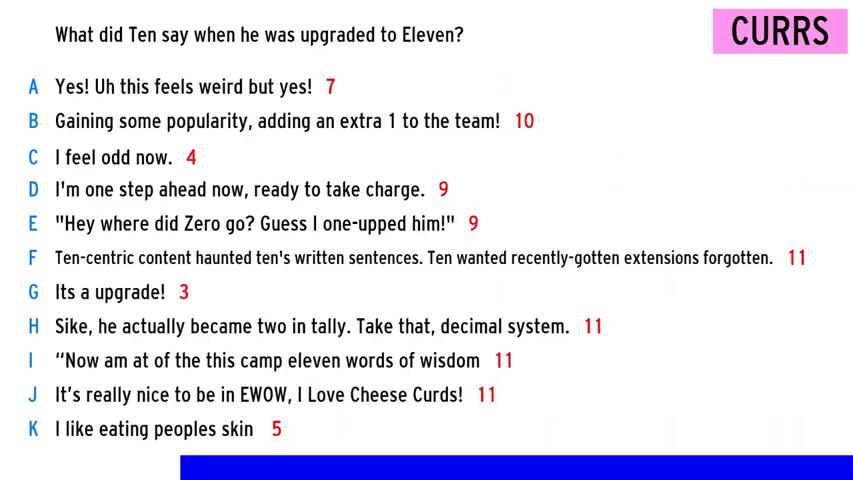 What did Ten say when he was upgraded to Eleven?
CURRS
A Yes! Uh this feels weird but yes! 7
B Gaining some popularity, adding an extra 1 to the team! 10
C I feel odd now. 4
D I'm one step ahead now, ready to take charge. 9
E "Hey where did Zero go? Guess I one-upped him!" 9
F Ten-centric content haunted ten's written sentences. Ten wanted recently-gotten extensions forgotten. 11
G Its a upgrade! 3
H Sike, he actually became two in tally. Take that, decimal system. 11
I “Now am at of the this camp eleven words of wisdom 11
J It’s really nice to be in EWOW, I Love Cheese Curds! 11
K I like eating peoples skin 5